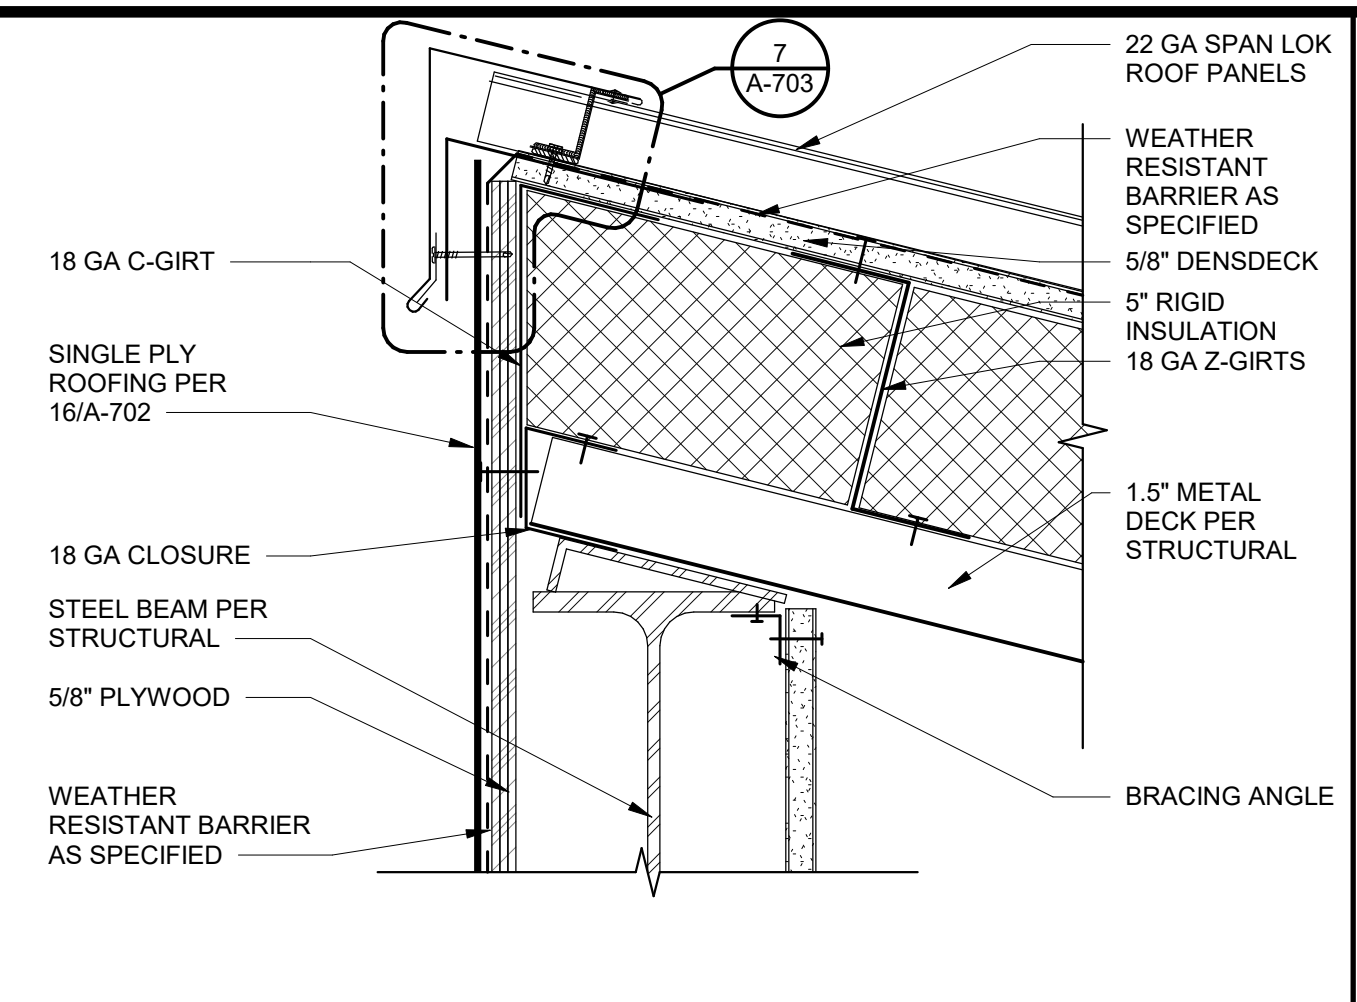 7
A-703
22 GA SPAN LOK
ROOF PANELS
WEATHER
RESISTANT
BARRIER AS
SPECIFIED
5/8" DENSDECK
5" RIGID
INSULATION
18 GA Z-GIRTS
1.5" METAL
DECK PER
STRUCTURAL
BRACING ANGLE
18 GA C-GIRT
SINGLE PLY
ROOFING PER
16/A-702
18 GA CLOSURE
STEEL BEAM PER
STRUCTURAL
5/8" PLYWOOD
WEATHER
RESISTANT BARRIER
AS SPECIFIED